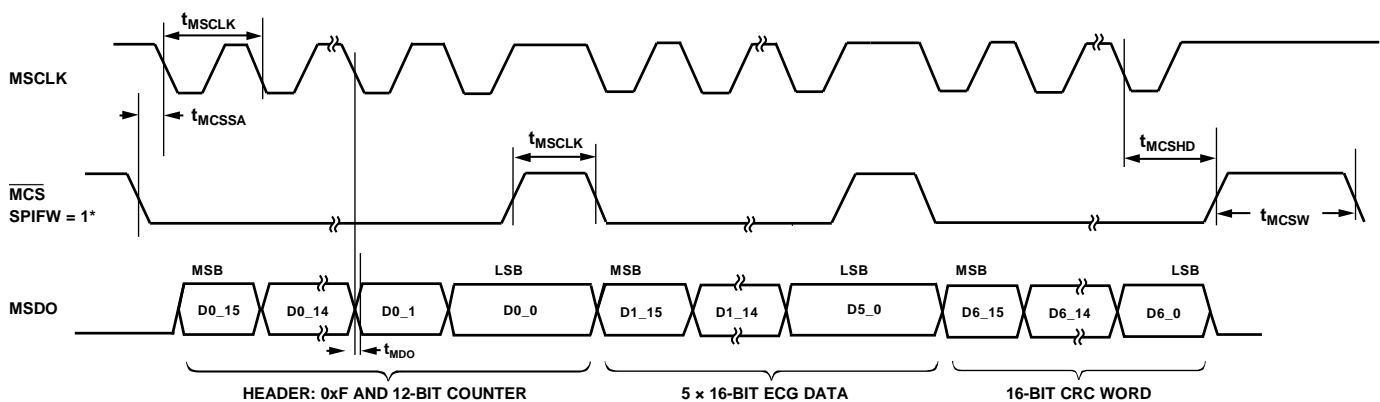 tMSCLK
MSCLK
tMCSSA
tMSCLK
tMCSHD
MCS
SPIFW = 1*
tMCSW
MSB LSB MSB LSB MSB LSB
MSDO D0_15 D0_14 D0_1 D0_0 D1_15 D1_14 D5_0 D6_15 D6_14 D6_0
tMDO
HEADER: 0xF AND 12-BIT COUNTER 5 × 16-BIT ECG DATA 16-BIT CRC WORD